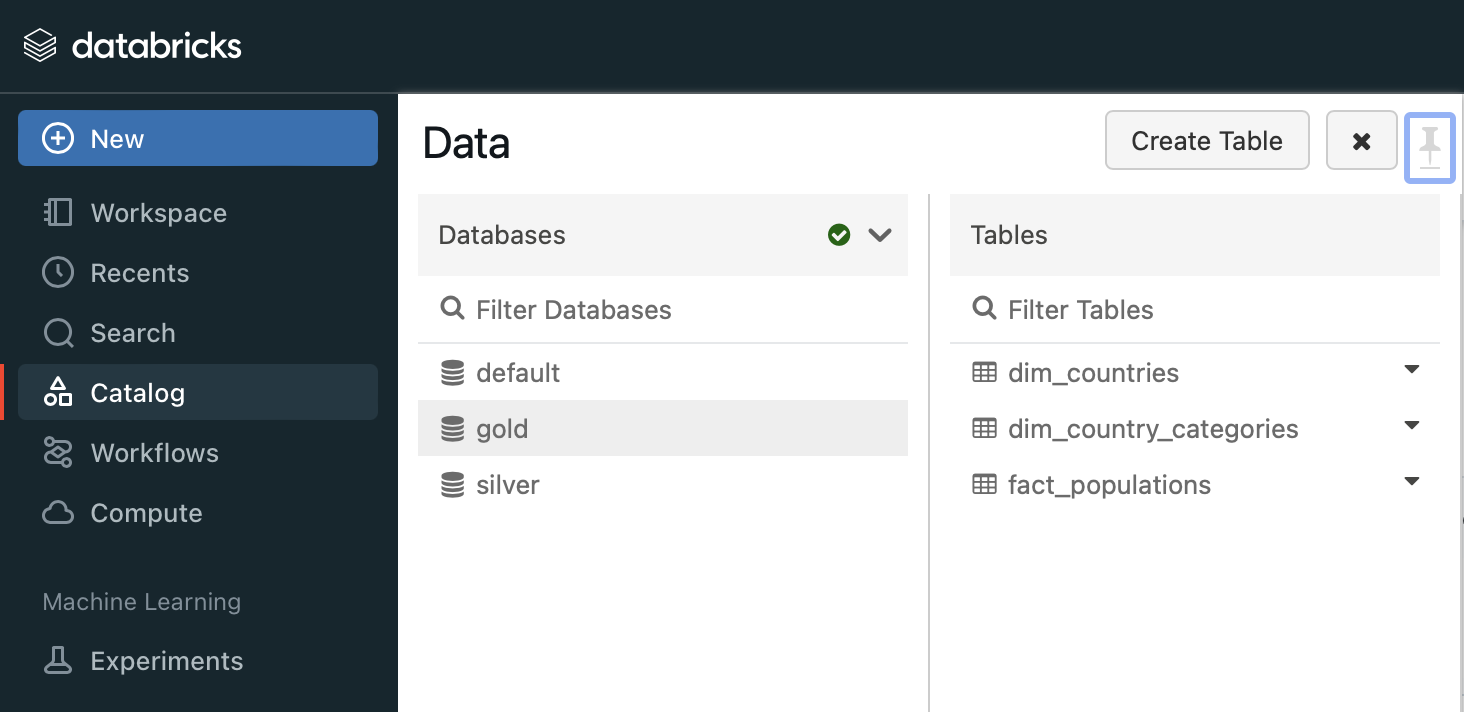 databricks
New
Workspace
Recents
Search
Catalog
Workflows
Compute
Machine Learning
Experiments
Data
Create Table
Databases
Filter Databases
default
gold
silver
Tables
Filter Tables
dim_countries
dim_country_categories
fact_populations